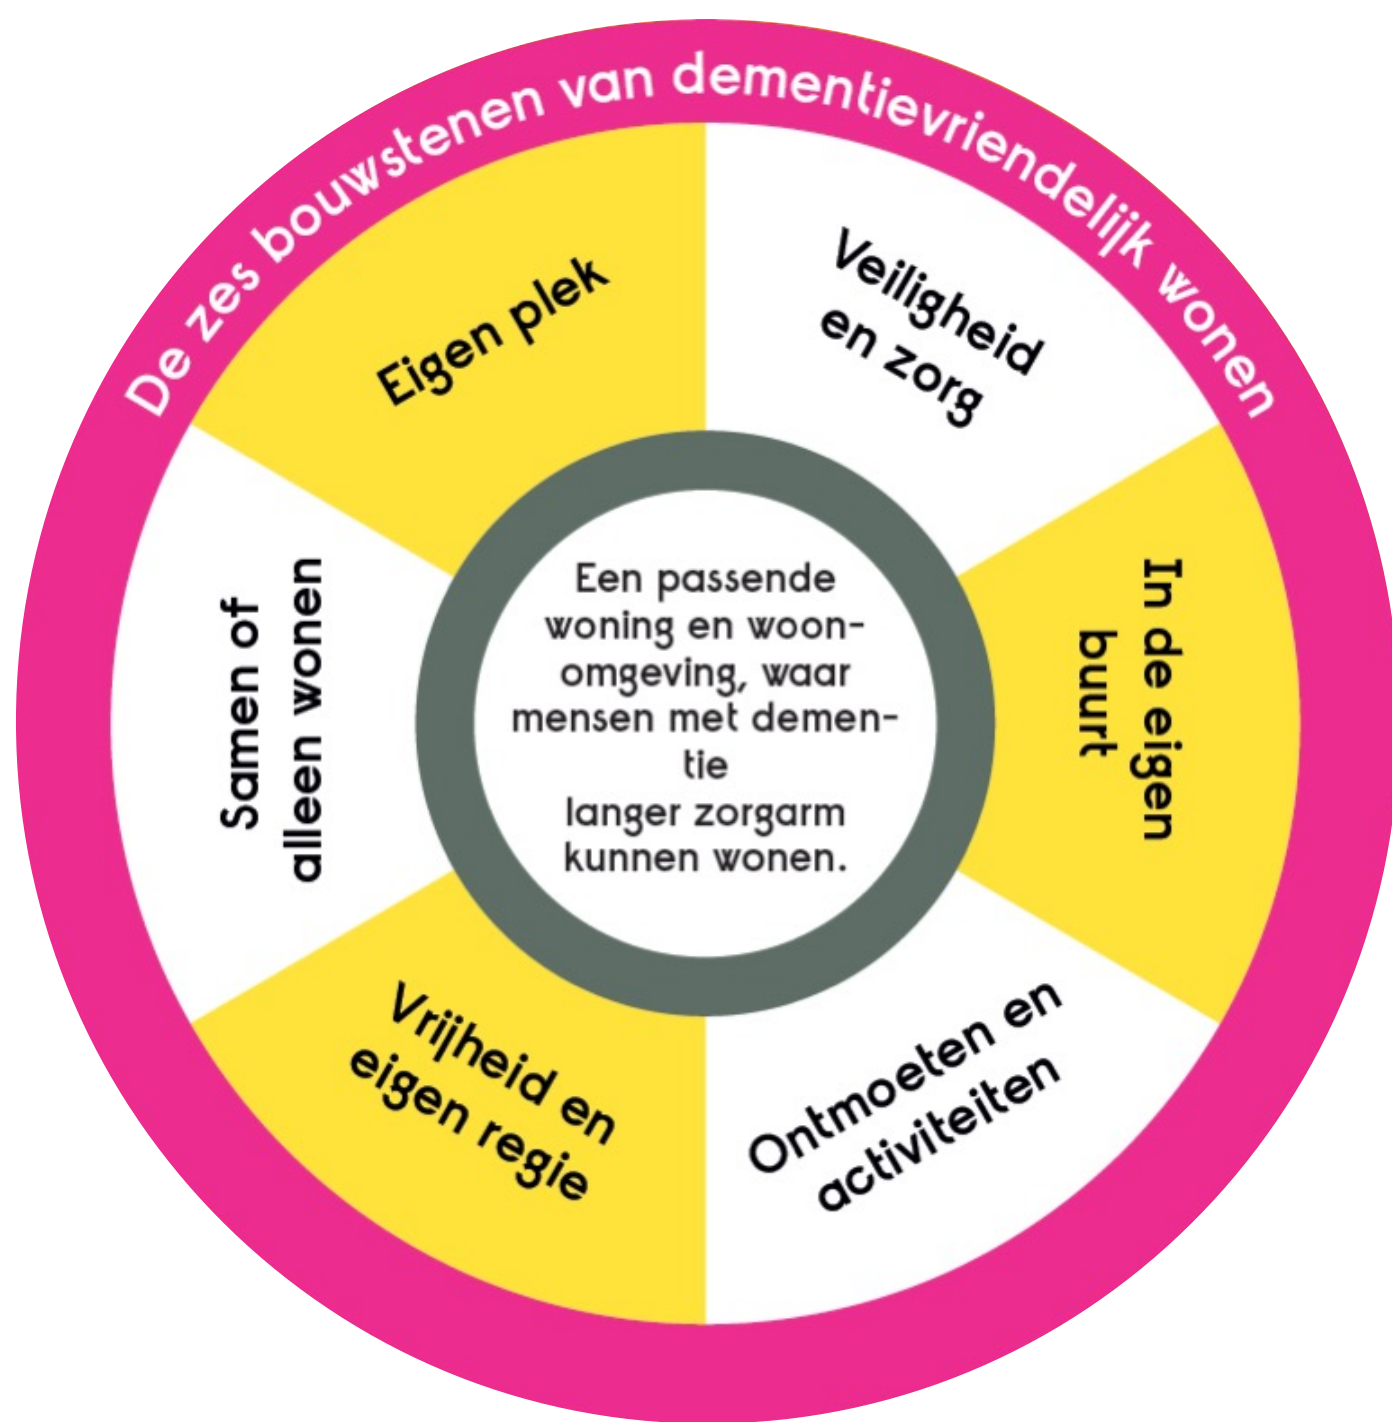 De zes bouwstenen van dementievriendelijk wonen
Eigen plek
Veiligheid
en zorg
In de eigen
buurt
Ontmoeten en
activiteiten
Vrijheid en
eigen regie
Samen of
alleen wonen
Een passende
woning en woon-
omgeving, waar
mensen met demen-
tie
langer zorgarm
kunnen wonen.